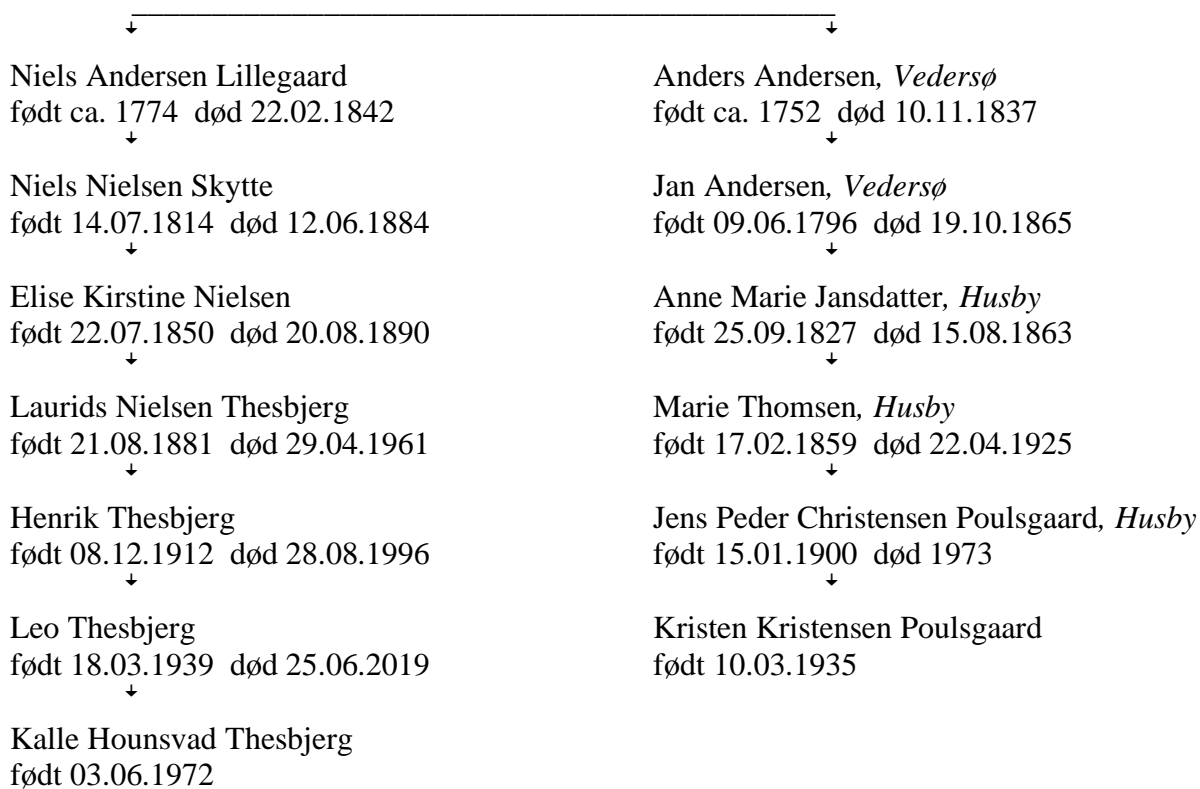 Niels Andersen Lillegaard
født ca. 1774 død 22.02.1842
Niels Nielsen Skytte
født 14.07.1814 død 12.06.1884
Elise Kirstine Nielsen
født 22.07.1850 død 20.08.1890
Laurids Nielsen Thesbjerg
født 21.08.1881 død 29.04.1961
Henrik Thesbjerg
født 08.12.1912 død 28.08.1996
Leo Thesbjerg
født 18.03.1939 død 25.06.2019
Kalle Hounsvad Thesbjerg
født 03.06.1972
Anders Andersen, Vedersø
født ca. 1752 død 10.11.1837
Jan Andersen, Vedersø
født 09.06.1796 død 19.10.1865
Anne Marie Jansdatter, Husby
født 25.09.1827 død 15.08.1863
Marie Thomsen, Husby
født 17.02.1859 død 22.04.1925
Jens Peder Christensen Poulsgaard, Husby
født 15.01.1900 død 1973
Kristen Kristensen Poulsgaard
født 10.03.1935